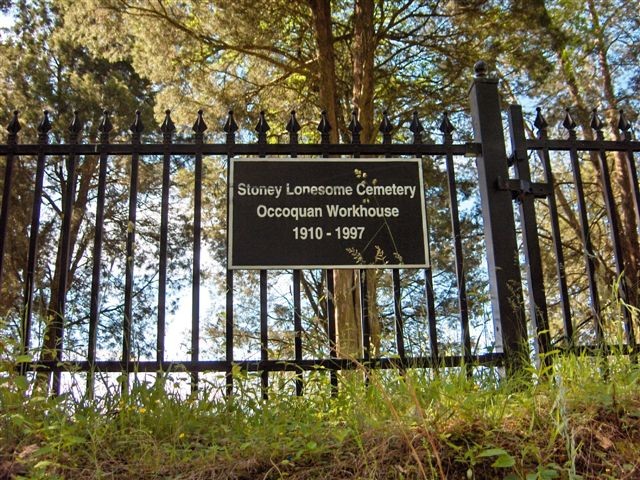 Stoney Lonesome Cemetery
Occoquan Workhouse
1910 - 1997